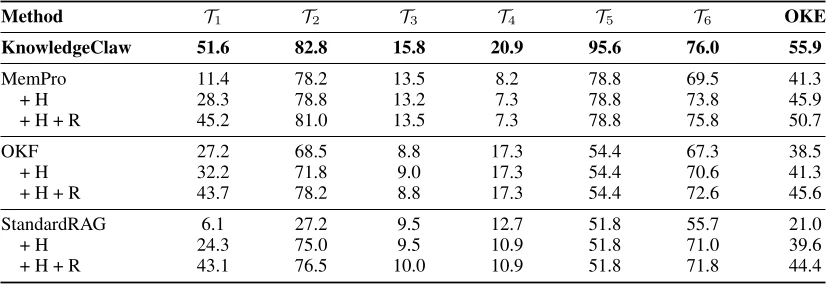 Method 𝒯1 𝒯2 𝒯3 𝒯4 𝒯5 𝒯6 OKE
KnowledgeClaw 51.6 82.8 15.8 20.9 95.6 76.0 55.9
MemPro 11.4 78.2 13.5 8.2 78.8 69.5 41.3
+ H 28.3 78.8 13.2 7.3 78.8 73.8 45.9
+ H + R 45.2 81.0 13.5 7.3 78.8 75.8 50.7
OKF 27.2 68.5 8.8 17.3 54.4 67.3 38.5
+ H 32.2 71.8 9.0 17.3 54.4 70.6 41.3
+ H + R 43.7 78.2 8.8 17.3 54.4 72.6 45.6
StandardRAG 6.1 27.2 9.5 12.7 51.8 55.7 21.0
+ H 24.3 75.0 9.5 10.9 51.8 71.0 39.6
+ H + R 43.1 76.5 10.0 10.9 51.8 71.8 44.4